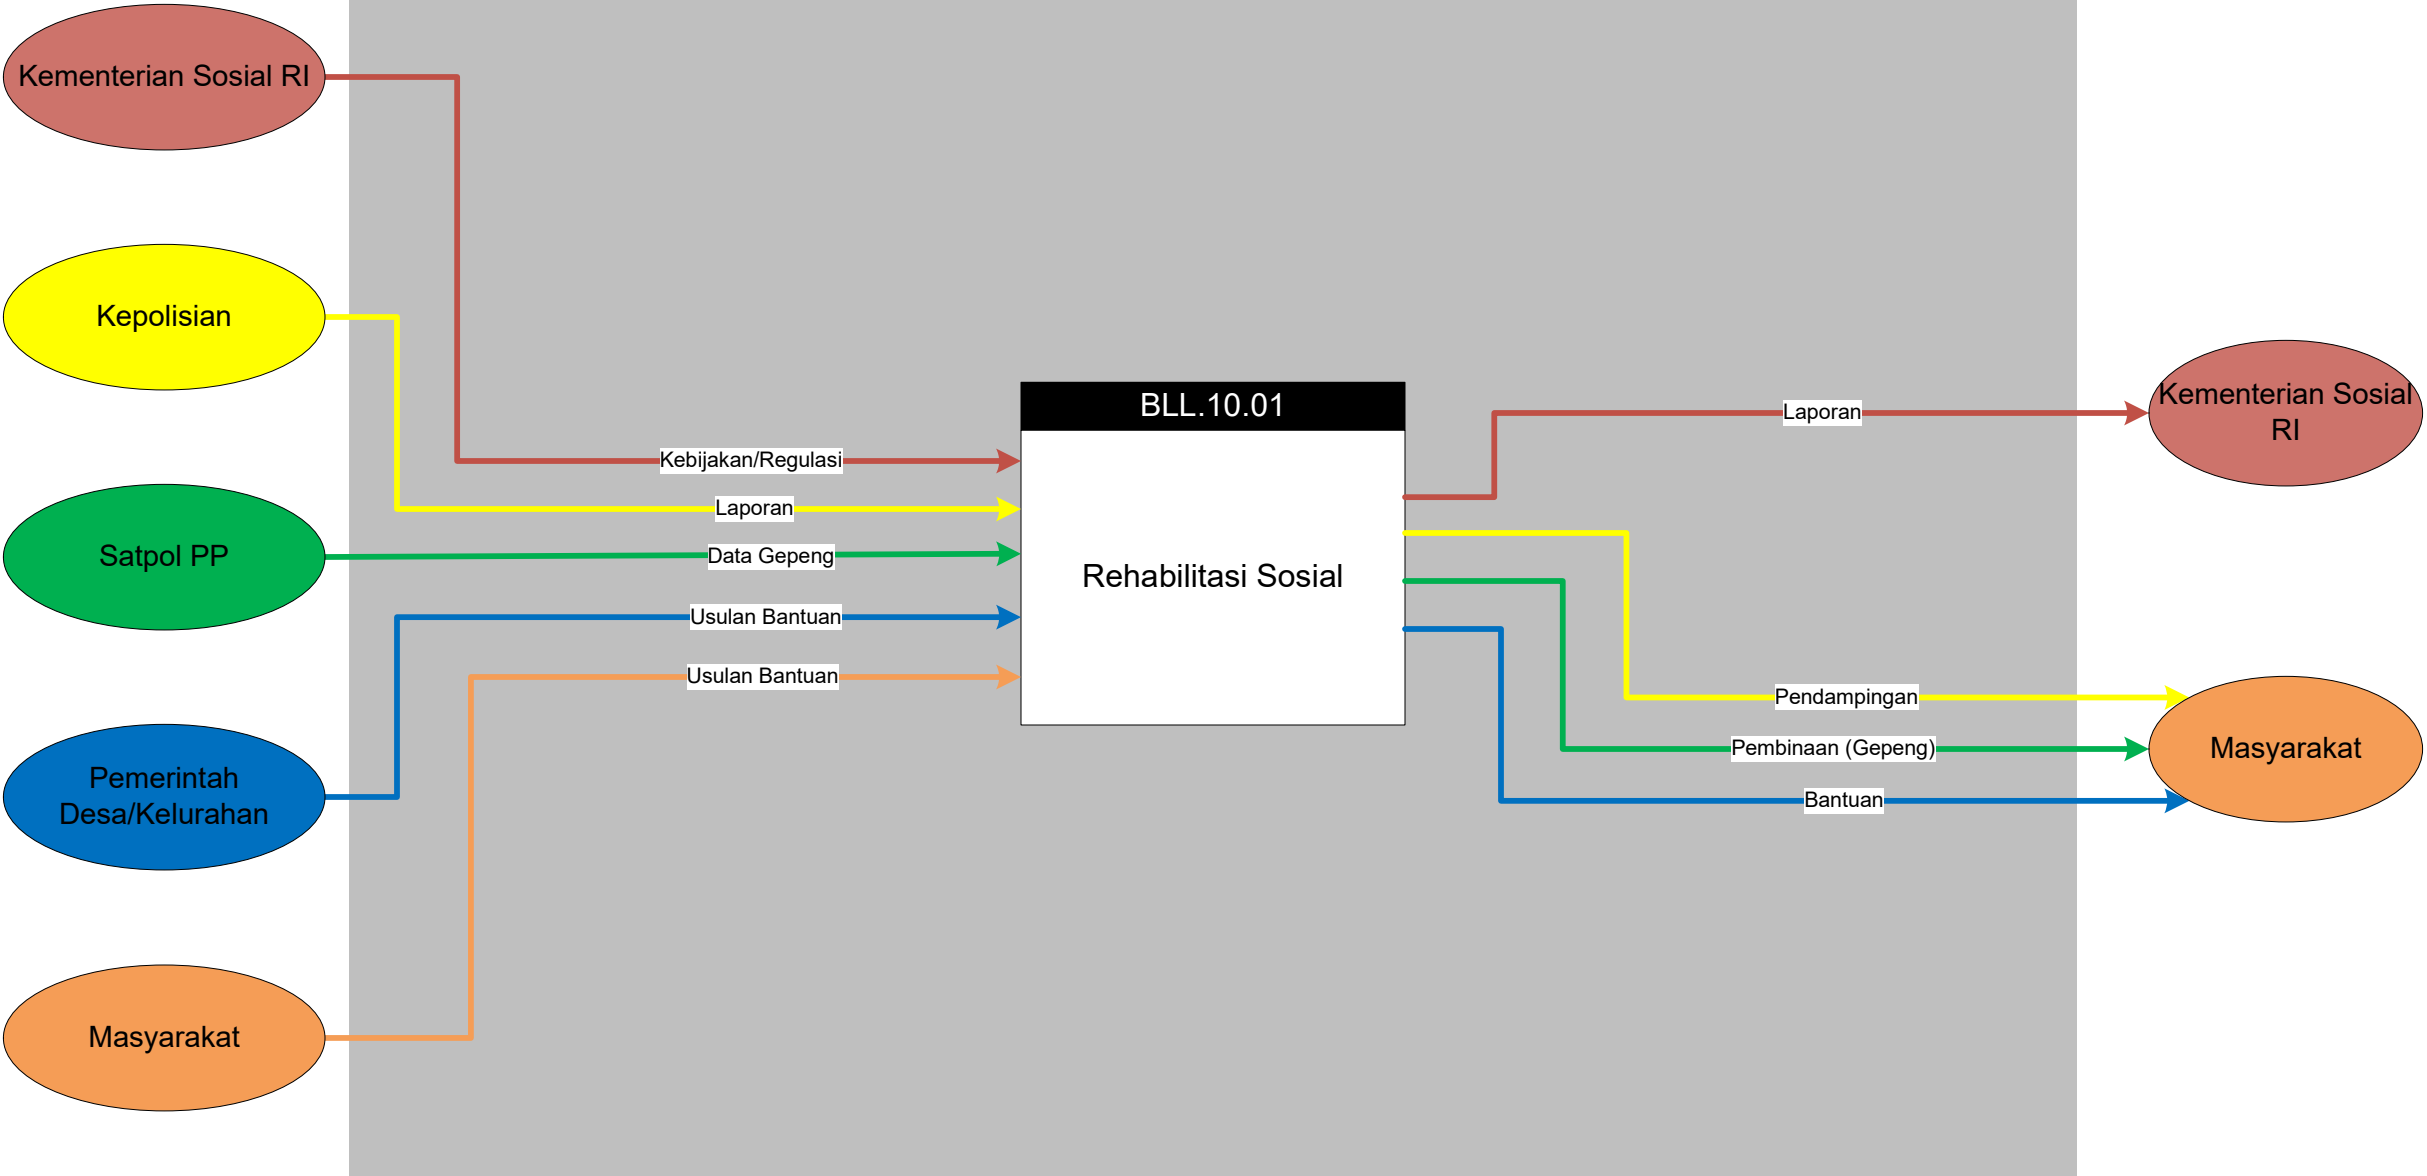 Kementerian Sosial RI
Kepolisian
Satpol PP
Pemerintah
Desa/Kelurahan
Masyarakat
Kebijakan/Regulasi
Laporan
Data Gepeng
Usulan Bantuan
Usulan Bantuan
BLL.10.01
Rehabilitasi Sosial
Laporan
Pendampingan
Pembinaan (Gepeng)
Bantuan
Kementerian Sosial
RI
Masyarakat